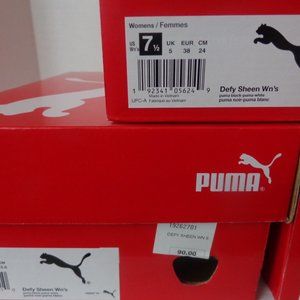 Womens / Femmes
US UK EUR CM
Wn's 7½ 5 38 24
1 92341 05624 9
UPC-A Made in Vietnam
Fabriqué au Vietnam
Defy Sheen Wn's
puma black-puma white
puma noir-puma blanc
PUMA
19262701
DEFY SHEEN WN S
90.00
CM
Defy Sheen Wn's